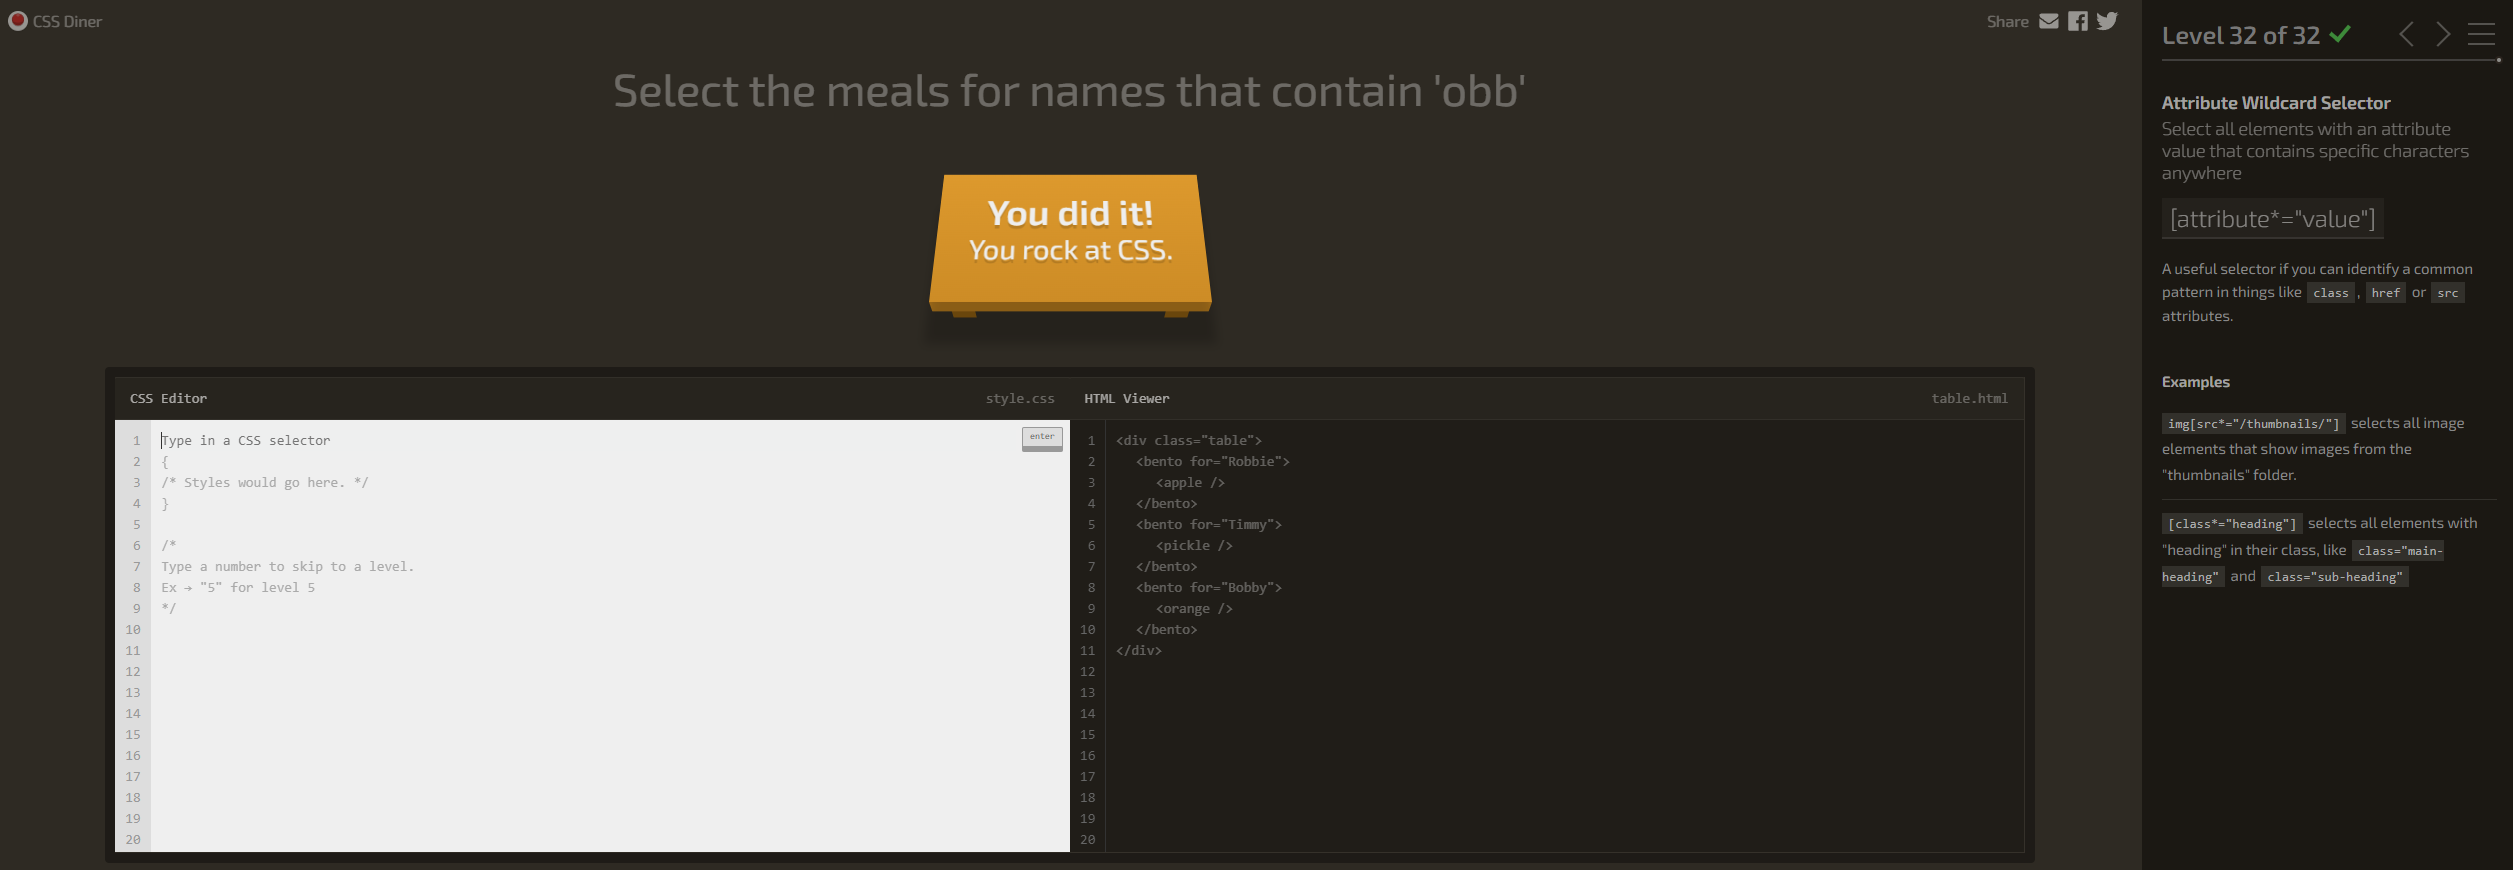 CSS Diner
Share
Select the meals for names that contain 'obb'
You did it!
You rock at CSS.
CSS Editor
style.css
1 Type in a CSS selector
enter
2 {
3 /* Styles would go here. */
4 }
5
6 /*
7 Type a number to skip to a level.
8 Ex → "5" for level 5
9 */
10
11
12
13
14
15
16
17
18
19
20
HTML Viewer
table.html
1 <div class="table">
2 <bento for="Robbie">
3 <apple />
4 </bento>
5 <bento for="Timmy">
6 <pickle />
7 </bento>
8 <bento for="Bobby">
9 <orange />
10 </bento>
11 </div>
12
13
14
15
16
17
18
19
20
Level 32 of 32
Attribute Wildcard Selector
Select all elements with an attribute
value that contains specific characters
anywhere
[attribute*="value"]
A useful selector if you can identify a common
pattern in things like class, href or src
attributes.
Examples
img[src*="/thumbnails/"] selects all image
elements that show images from the
"thumbnails" folder.
[class*="heading"] selects all elements with
"heading" in their class, like class="main-
heading" and class="sub-heading"